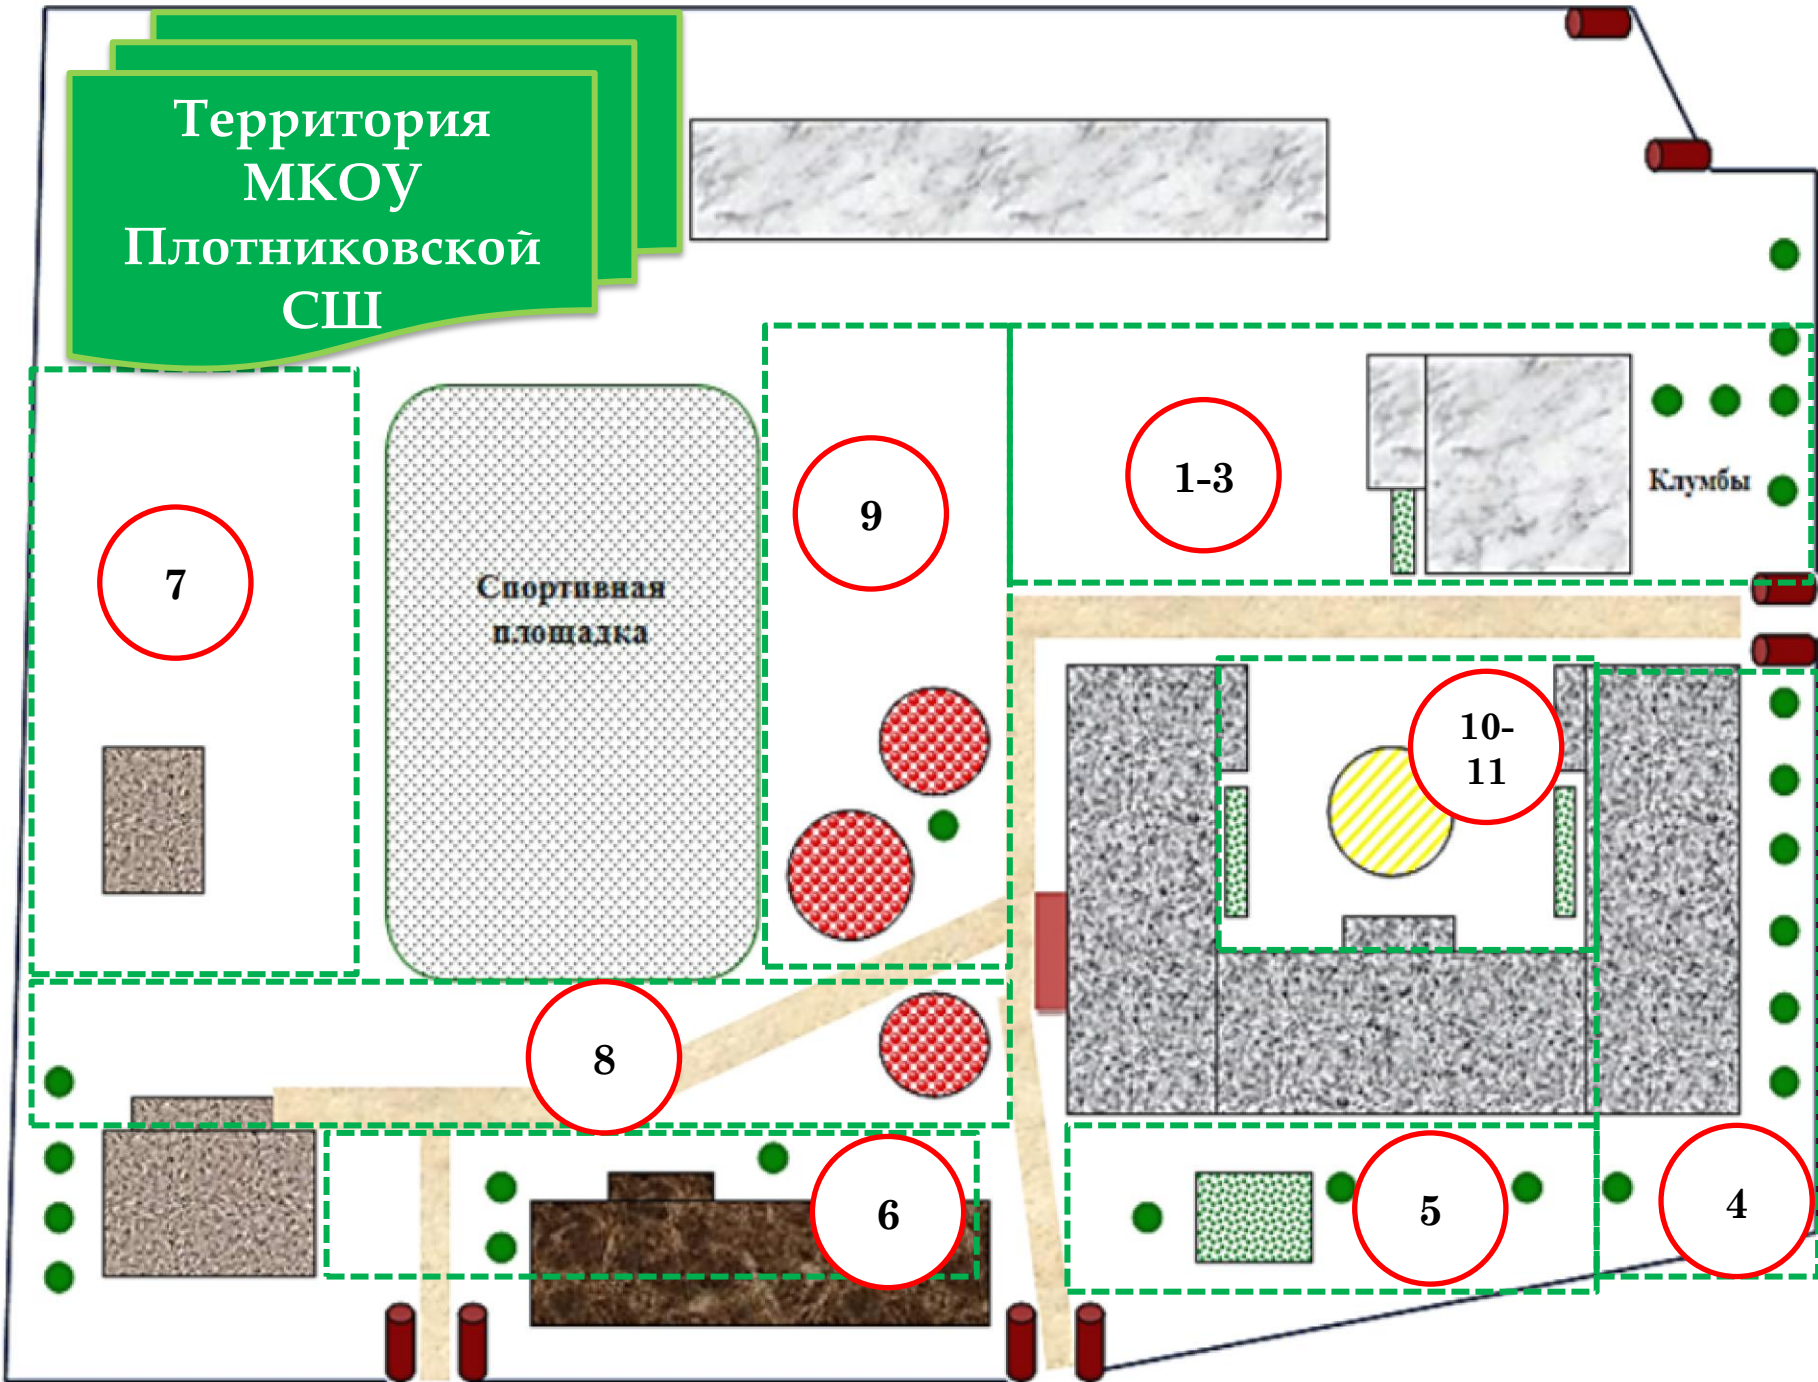 Территория
МКОУ
Плотниковской
СШ
9
1-3
Клумбы
7
Спортивная
площадка
10-
11
8
6
5
4